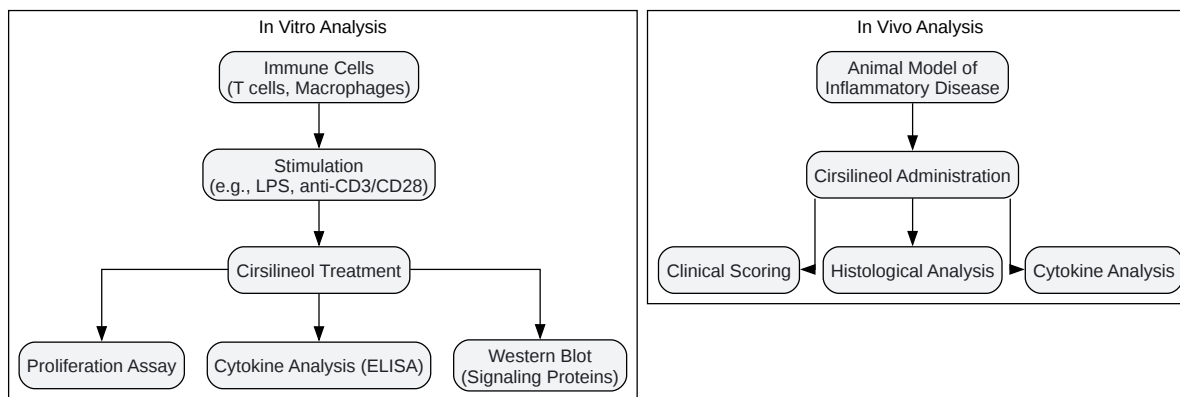 In Vitro Analysis
Immune Cells
(T cells, Macrophages)
Stimulation
(e.g., LPS, anti-CD3/CD28)
Cirsilineol Treatment
Proliferation Assay
Cytokine Analysis (ELISA)
Western Blot
(Signaling Proteins)
In Vivo Analysis
Animal Model of
Inflammatory Disease
Cirsilineol Administration
Clinical Scoring
Histological Analysis
Cytokine Analysis